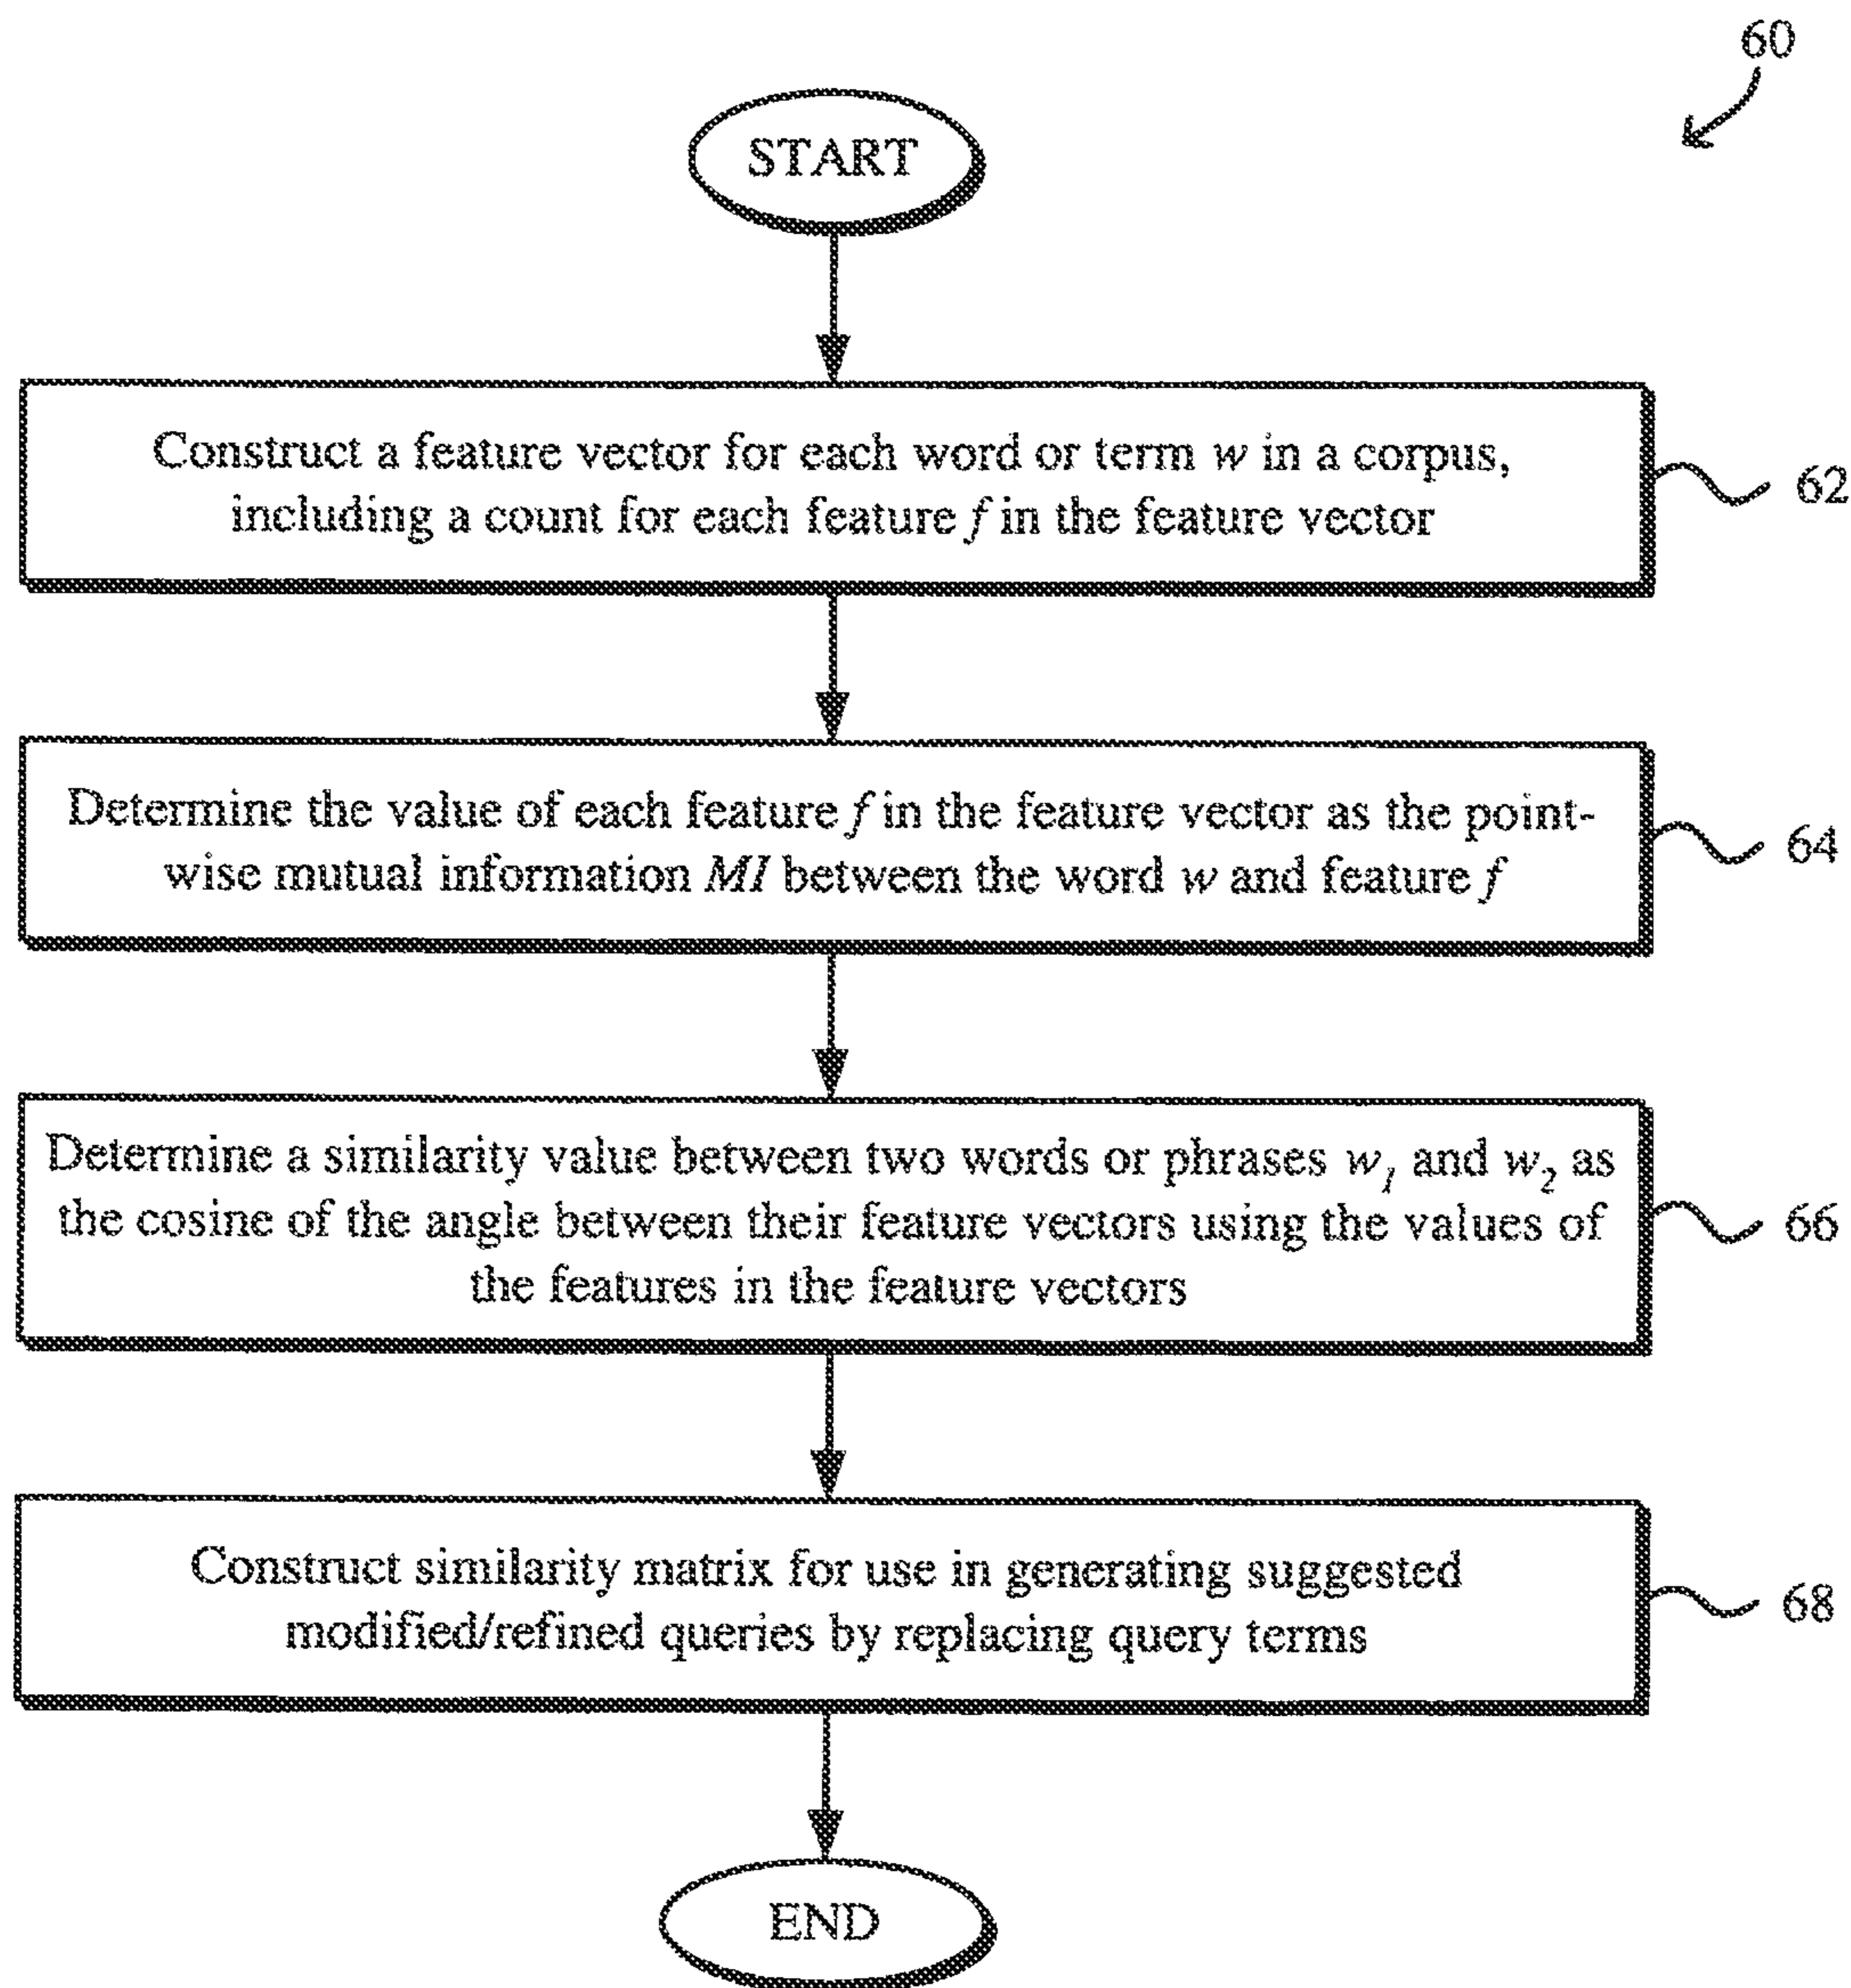 60
START
Construct a feature vector for each word or term w in a corpus,
including a count for each feature f in the feature vector
62
Determine the value of each feature f in the feature vector as the point-
wise mutual information MI between the word w and feature f
64
Determine a similarity value between two words or phrases w1 and w2 as
the cosine of the angle between their feature vectors using the values of
the features in the feature vectors
66
Construct similarity matrix for use in generating suggested
modified/refined queries by replacing query terms
68
END